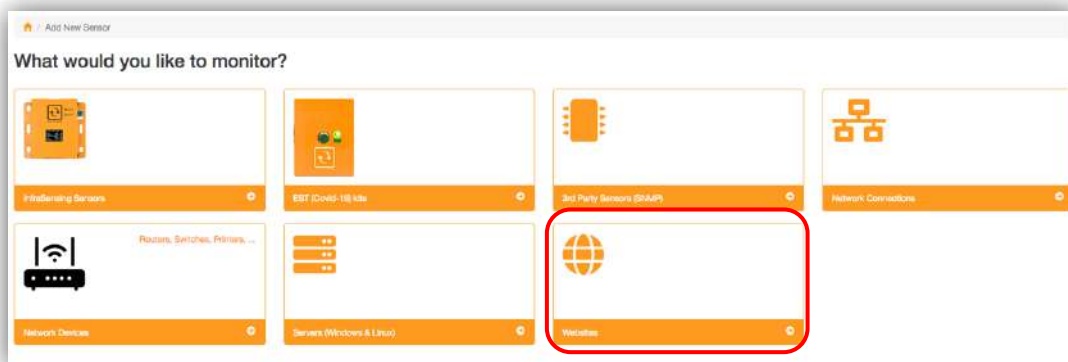 / Add New Sensor
What would you like to monitor?
InfraSensing Sensors
EST (Covid-19) kits
3rd Party Sensors (SNMP)
Network Connections
Routers, Switches, Printers, ...
Network Devices
Servers (Windows & Linux)
Websites